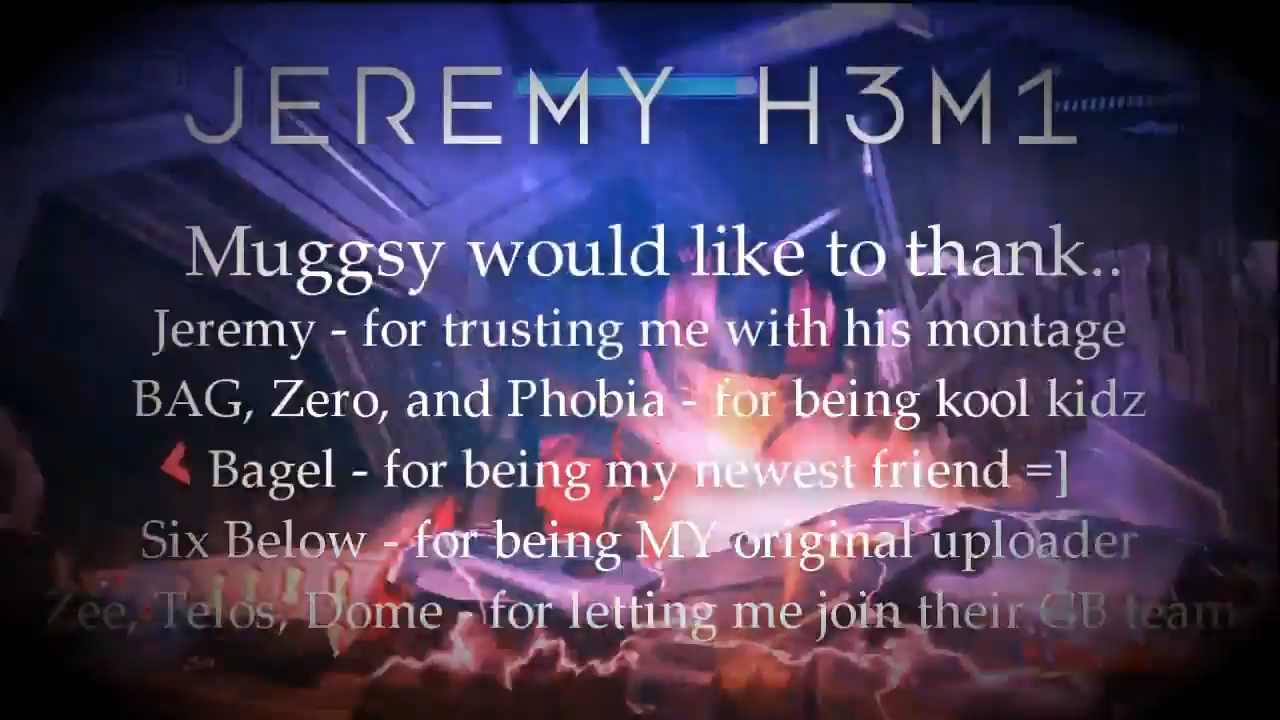 JEREMY H3M1
Muggsy would like to thank..
Jeremy - for trusting me with his montage
BAG, Zero, and Phobia - for being kool kidz
Bagel - for being my newest friend =]
Six Below - for being MY original uploader
Zee, Telos, Dome - for letting me join their GB team